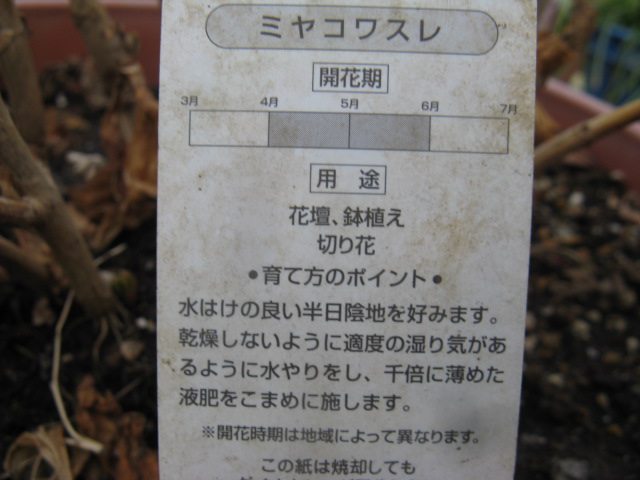 ミヤコワスレ
開花期
3月 4月 5月 6月 7月
用 途
花壇、鉢植え
切り花
●育て方のポイント●
水はけの良い半日陰地を好みます。
乾燥しないように適度の湿り気があ
るように水やりをし、千倍に薄めた
液肥をこまめに施します。
※開花時期は地域によって異なります。
この紙は焼却しても